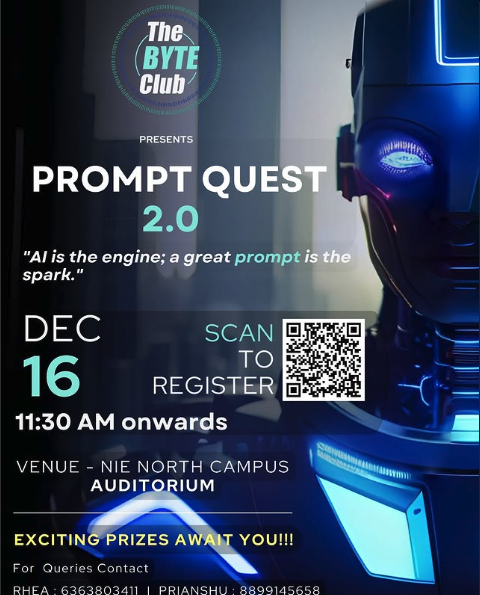 The
BYTE
Club
PRESENTS
PROMPT QUEST
2.0
"AI is the engine; a great prompt is the
spark."
DEC
16
11:30 AM onwards
SCAN
TO
REGISTER
VENUE - NIE NORTH CAMPUS
AUDITORIUM
EXCITING PRIZES AWAIT YOU!!!
For Queries Contact
RHEA : 6363803411 | PRIANSHU : 8899145658